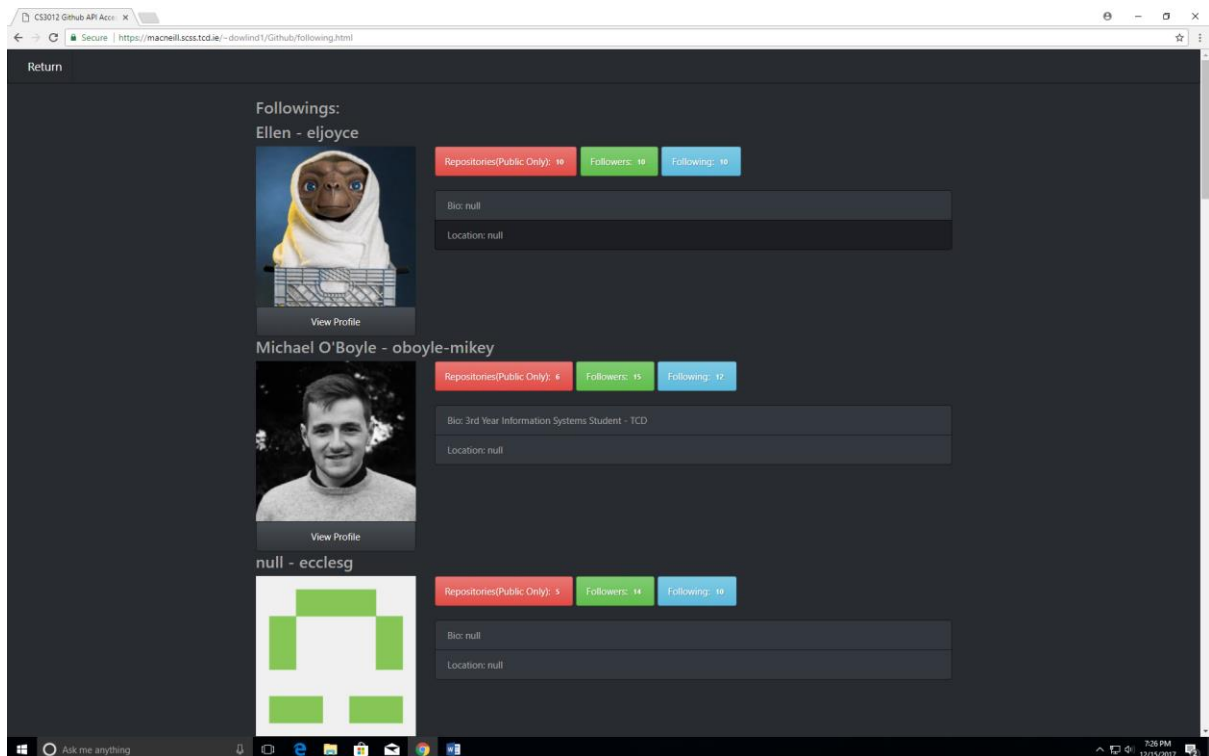 CS3012 Github API Acce
Secure | https://macneill.scss.tcd.ie/~dowlind1/Github/following.html
Return
Followings:
Ellen - eljoyce
Repositories(Public Only): 10 Followers: 10 Following: 10
Bio: null
Location: null
View Profile
Michael O'Boyle - oboyle-mikey
Repositories(Public Only): 6 Followers: 15 Following: 12
Bio: 3rd Year Information Systems Student - TCD
Location: null
View Profile
null - ecclesg
Repositories(Public Only): 5 Followers: 14 Following: 10
Bio: null
Location: null
Ask me anything
7:26 PM
12/15/2017